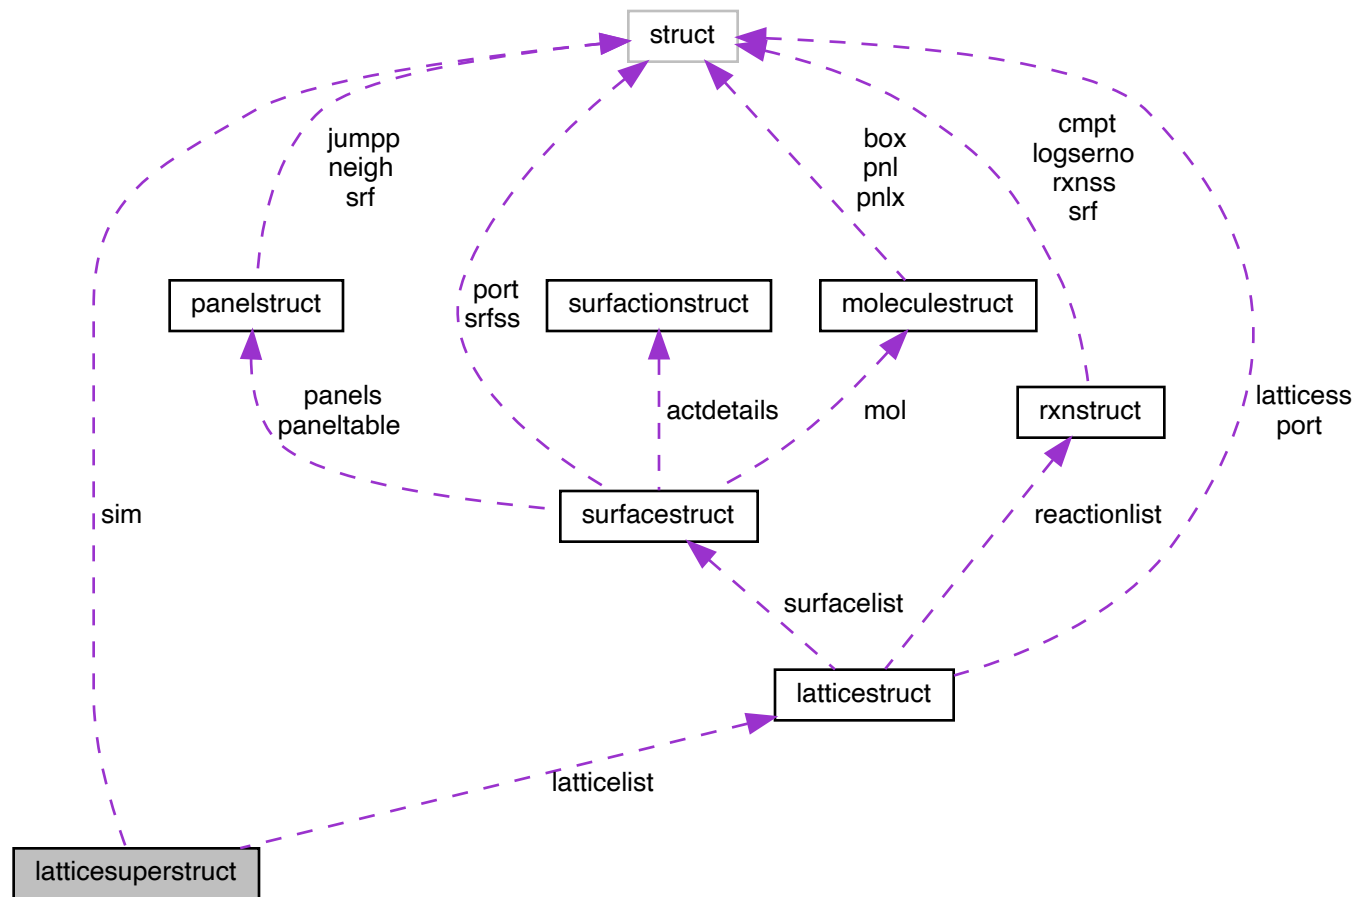 struct
jumpp
neigh
srf
box
pnl
pnlx
cmpt
logserno
rxnss
srf
panelstruct
port
srfss
surfactionstruct
moleculestruct
panels
paneltable
actdetails
mol
rxnstruct
latticess
port
sim
surfacestruct
reactionlist
surfacelist
latticestruct
latticelist
latticesuperstruct